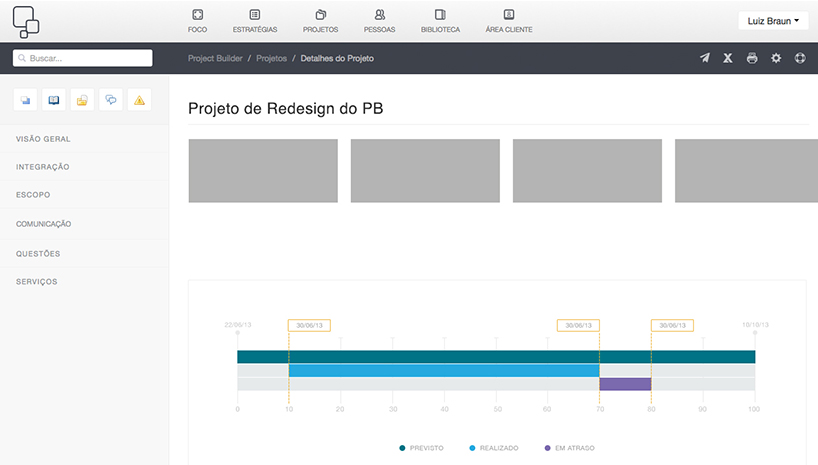 FOCO ESTRATÉGIAS PROJETOS PESSOAS BIBLIOTECA ÁREA CLIENTE
Luiz Braun
Buscar...
Project Builder / Projetos / Detalhes do Projeto
Projeto de Redesign do PB
VISÃO GERAL
INTEGRAÇÃO
ESCOPO
COMUNICAÇÃO
QUESTÕES
SERVIÇOS
22/06/13 30/06/13 30/06/13 30/06/13 18/18/13
0 10 20 30 40 50 60 70 80 90 100
PREVISTO REALIZADO EM ATRASO